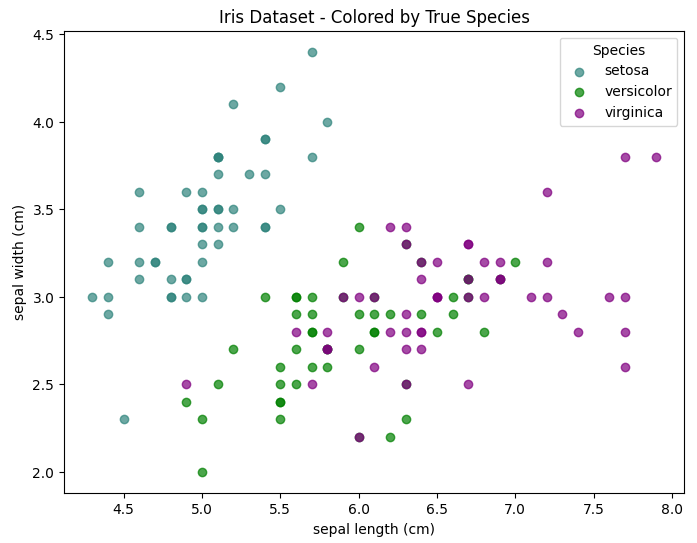 Iris Dataset - Colored by True Species
Species
setosa
versicolor
virginica
sepal width (cm)
4.5
4.0
3.5
3.0
2.5
2.0
4.5 5.0 5.5 6.0 6.5 7.0 7.5 8.0
sepal length (cm)